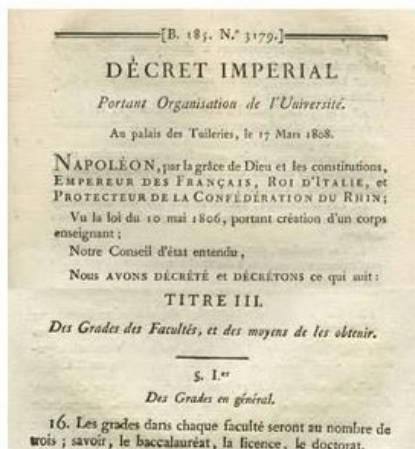 [B. 185. N.° 3179.]
DÉCRET IMPERIAL
Portant Organisation de l'Université.
Au palais des Tuileries, le 17 Mars 1808.
NAPOLÉON, par la grâce de Dieu et les constitutions,
EMPEREUR DES FRANÇAIS, ROI D'ITALIE, et
PROTECTEUR DE LA CONFÉDÉRATION DU RHIN;
Vu la loi du 10 mai 1806, portant création d'un corps
enseignant;
Notre Conseil d'état entendu,
NOUS AVONS DÉCRÉTÉ et DÉCRÉTONS ce qui suit:
TITRE III.
Des Grades des Facultés, et des moyens de les obtenir.
§. I.er
Des Grades en général.
16. Les grades dans chaque faculté seront au nombre de
trois; savoir, le baccalauréat, la licence, le doctorat.